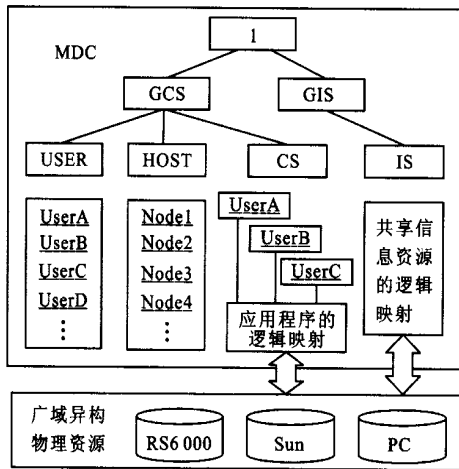 1
MDC
GCS GIS
USER HOST CS IS
UserA
UserB
UserC
UserD
⋮
Node1
Node2
Node3
Node4
⋮
UserA
UserB
UserC
应用程序的
逻辑映射
共享信
息资源
的逻辑
映射
广域异构
物理资源
RS6 000
Sun
PC